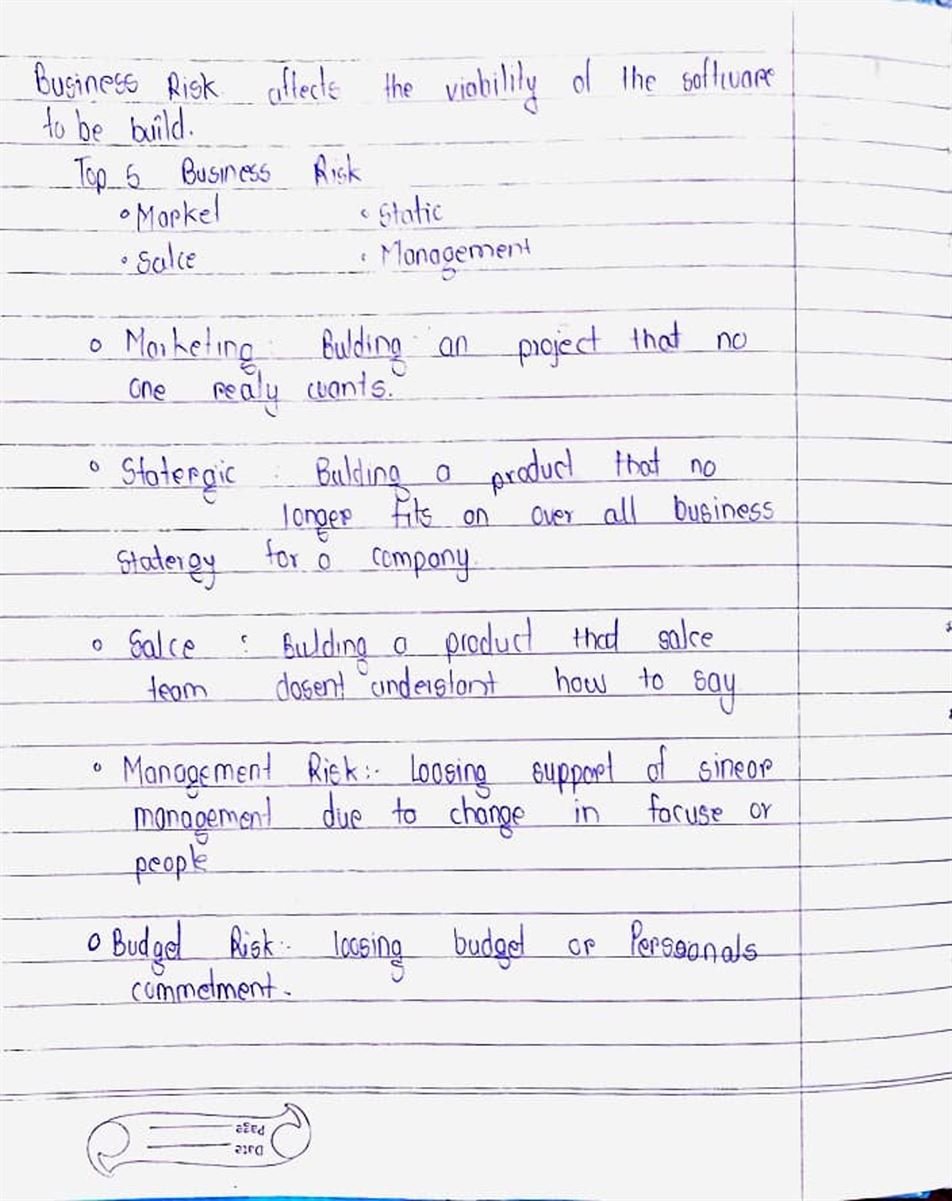 Business Risk affects the viability of the software
to be build.
Top 5 Business Risk
◦ Market ◦ Static
◦ Salce ◦ Management
◦ Marketing : Bulding an project that no
one realy wants.
◦ Statergic : Bulding a product that no
longer fits on over all business
Statergy for a company.
◦ Salce : Bulding a product that salce
team dosent understant how to say
◦ Management Risk:- Loosing support of sineor
management due to change in focuse or
people
◦ Budget Risk:- loosing budget or Persoonals
commetment.
Page
Date